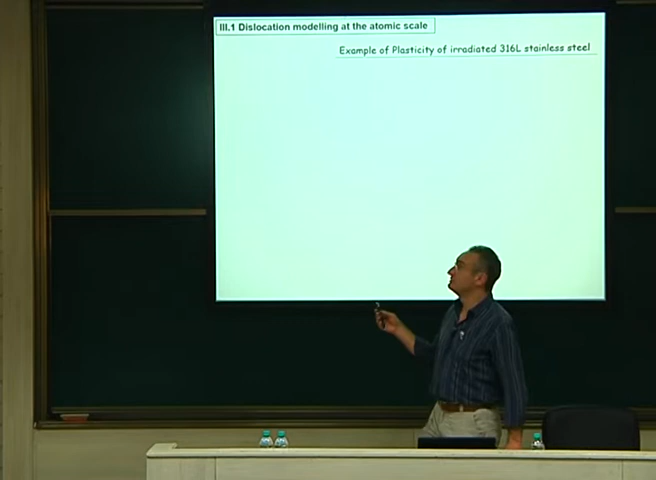 III.1 Dislocation modelling at the atomic scale
Example of Plasticity of irradiated 316L stainless steel